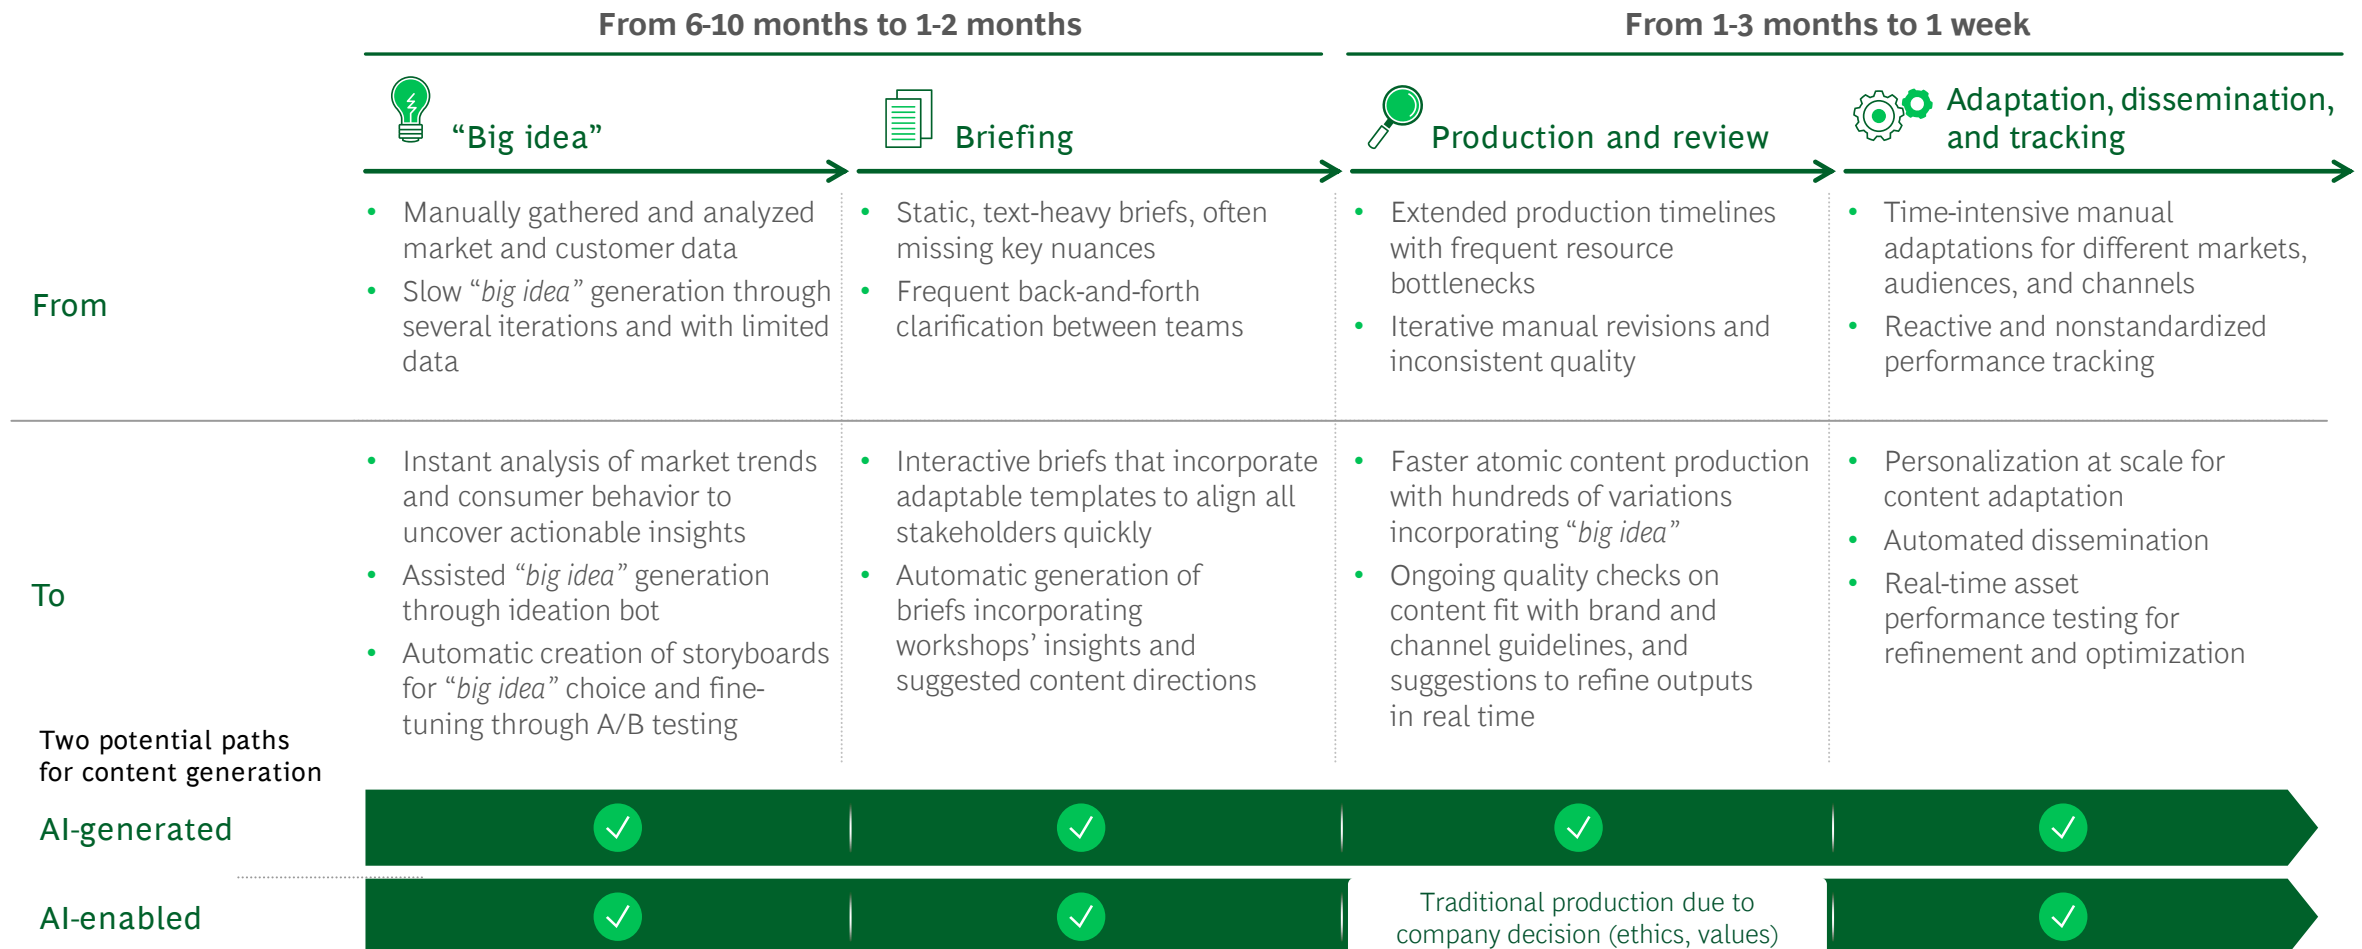 From 6-10 months to 1-2 months
From 1-3 months to 1 week
“Big idea”
Briefing
Production and review
Adaptation, dissemination,
and tracking
From
• Manually gathered and analyzed
market and customer data
• Slow “big idea” generation through
several iterations and with limited
data
• Static, text-heavy briefs, often
missing key nuances
• Frequent back-and-forth
clarification between teams
• Extended production timelines
with frequent resource
bottlenecks
• Iterative manual revisions and
inconsistent quality
• Time-intensive manual
adaptations for different markets,
audiences, and channels
• Reactive and nonstandardized
performance tracking
To
• Instant analysis of market trends
and consumer behavior to
uncover actionable insights
• Assisted “big idea” generation
through ideation bot
• Automatic creation of storyboards
for “big idea” choice and fine-
tuning through A/B testing
• Interactive briefs that incorporate
adaptable templates to align all
stakeholders quickly
• Automatic generation of
briefs incorporating
workshops’ insights and
suggested content directions
• Faster atomic content production
with hundreds of variations
incorporating “big idea”
• Ongoing quality checks on
content fit with brand and
channel guidelines, and
suggestions to refine outputs
in real time
• Personalization at scale for
content adaptation
• Automated dissemination
• Real-time asset
performance testing for
refinement and optimization
Two potential paths
for content generation
AI-generated
AI-enabled
Traditional production due to
company decision (ethics, values)